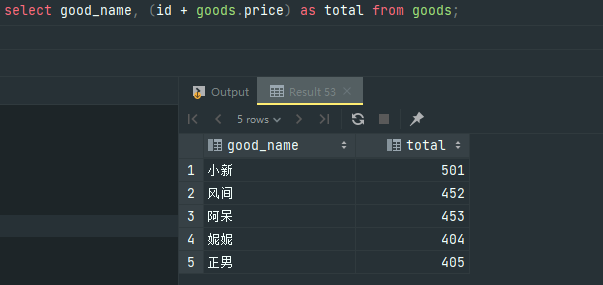 select good_name, (id + goods.price) as total from goods;
Output Result 53
5 rows
good_name total
1 小新 501
2 风间 452
3 阿呆 453
4 妮妮 404
5 正男 405